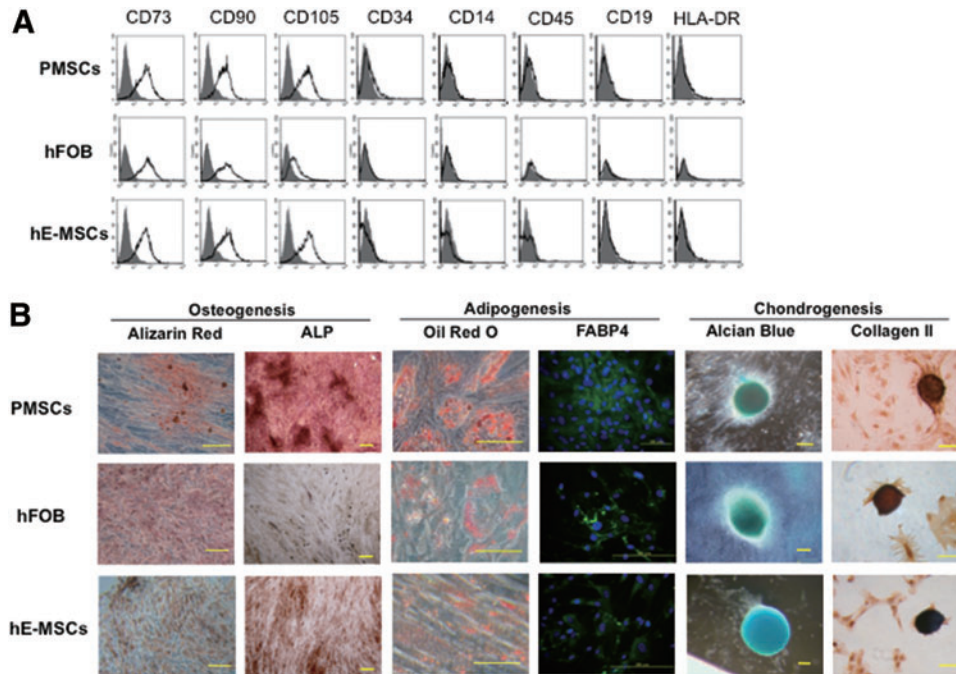 A
CD73 CD90 CD105 CD34 CD14 CD45 CD19 HLA-DR
PMSCs
hFOB
hE-MSCs
B
Osteogenesis Adipogenesis Chondrogenesis
Alizarin Red ALP Oil Red O FABP4 Alcian Blue Collagen II
PMSCs
hFOB
hE-MSCs